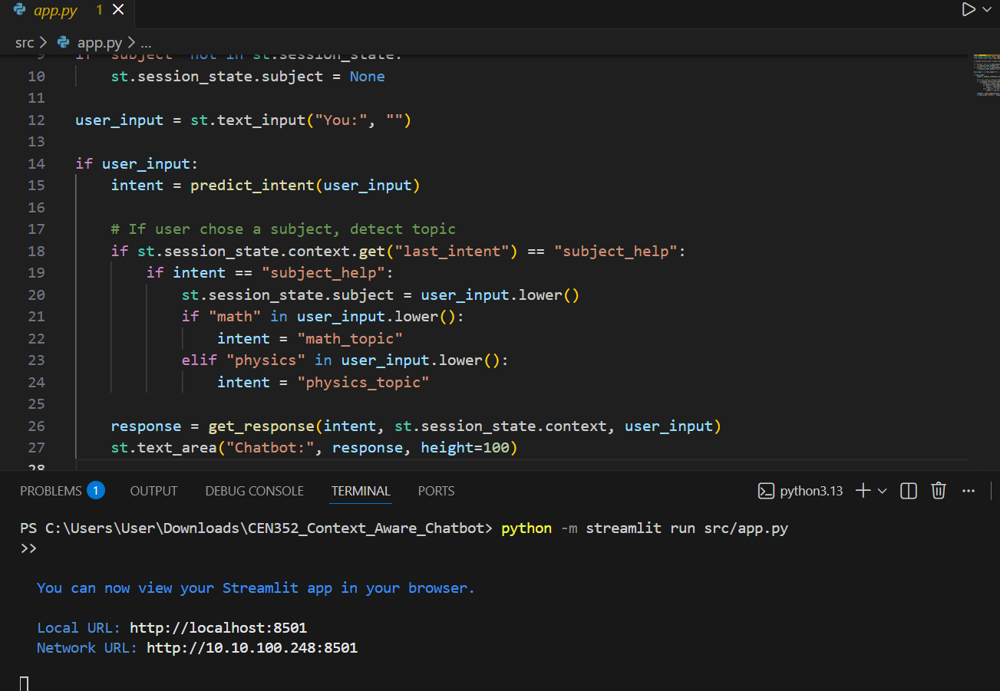 app.py 1
src > app.py > ...
9 if "subject" not in st.session_state:
10 st.session_state.subject = None
11
12 user_input = st.text_input("You:", "")
13
14 if user_input:
15 intent = predict_intent(user_input)
16
17 # If user chose a subject, detect topic
18 if st.session_state.context.get("last_intent") == "subject_help":
19 if intent == "subject_help":
20 st.session_state.subject = user_input.lower()
21 if "math" in user_input.lower():
22 intent = "math_topic"
23 elif "physics" in user_input.lower():
24 intent = "physics_topic"
25
26 response = get_response(intent, st.session_state.context, user_input)
27 st.text_area("Chatbot:", response, height=100)
28
PROBLEMS 1 OUTPUT DEBUG CONSOLE TERMINAL PORTS python3.13
PS C:\Users\User\Downloads\CEN352_Context_Aware_Chatbot> python -m streamlit run src/app.py
>>
You can now view your Streamlit app in your browser.
Local URL: http://localhost:8501
Network URL: http://10.10.100.248:8501